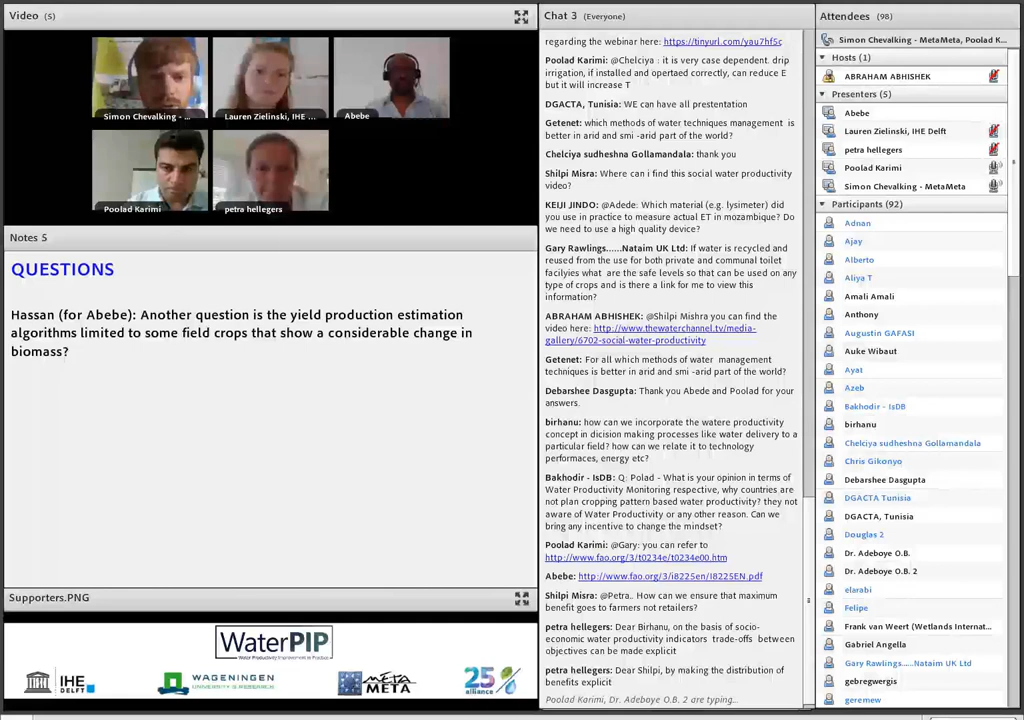 Video (5)
Simon Chevalking - ...
Lauren Zielinski, IHE ...
Abebe
Poolad Karimi
petra hellegers
Notes 5
QUESTIONS
Hassan (for Abebe): Another question is the yield production estimation
algorithms limited to some field crops that show a considerable change in
biomass?
Supporters.PNG
WaterPIP
Water Productivity Improvement in Practice
IHE
DELFT
WAGENINGEN
UNIVERSITY & RESEARCH
META
META
25
alliance
Chat 3 (Everyone)
regarding the webinar here: https://tinyurl.com/yau7hf5c
Poolad Karimi: @Chelciya : it is very case dependent. drip
irrigation, if installed and opertaed correctly, can reduce E
but it will increase T
DGACTA, Tunisia: WE can have all presntation
Getenet: which methods of water techniques management is
better in arid and smi -arid part of the world?
Chelciya sudheshna Gollamandala: thank you
Shilpi Misra: Where can i find this social water productivity
video?
KEIJI JINDO: @Adede: Which material (e.g. lysimeter) did
you use in practice to measure actual ET in mozambique? Do
we need to use a high quality device?
Gary Rawlings......Nataim UK Ltd: If water is recycled and
reused from the use for both private and communal toilet
facilyies what are the safe levels so that can be used on any
type of crops and is there a link for me to view this
information?
ABRAHAM ABHISHEK: @Shilpi Mishra you can find the
video here: http://www.thewaterchannel.tv/media-
gallery/6702-social-water-productivity
Getenet: For all which methods of water management
techniques is better in arid and smi -arid part of the world?
Debarshee Dasgupta: Thank you Abede and Poolad for your
answers.
birhanu: how can we incorporate the watere productivity
concept in dicision making processes like water delivery to a
particular field? how can we relate it to technology
performaces, energy etc?
Bakhodir - IsDB: Q: Polad - What is your opinion in terms of
Water Productivity Monitoring respective, why countries are
not plan cropping pattern based water productivity? they not
aware of Water Productivity or any other reason. Can we
bring any incentive to change the mindset?
Poolad Karimi: @Gary: you can refer to
http://www.fao.org/3/t0234e/t0234e00.htm
Abebe: http://www.fao.org/3/i8225en/I8225EN.pdf
Shilpi Misra: @Petra.. How can we ensure that maximum
benefit goes to farmers not retailers?
petra hellegers: Dear Birhanu, on the basis of socio-
economic water productivity indicators trade-offs between
objectives can be made explicit
petra hellegers: Dear Shilpi, by making the distribution of
benefits explicit
Poolad Karimi, Dr. Adeboye O.B. 2 are typing...
Attendees (98)
Simon Chevalking - MetaMeta, Poolad K...
Hosts (1)
ABRAHAM ABHISHEK
Presenters (5)
Abebe
Lauren Zielinski, IHE Delft
petra hellegers
Poolad Karimi
Simon Chevalking - MetaMeta
Participants (92)
Adnan
Ajay
Alberto
Aliya T
Amali Amali
Anthony
Augustin GAFASI
Auke Wibaut
Ayat
Azeb
Bakhodir - IsDB
birhanu
Chelciya sudheshna Gollamandala
Chris Gikonyo
Debarshee Dasgupta
DGACTA Tunisia
DGACTA, Tunisia
Douglas 2
Dr. Adeboye O.B.
Dr. Adeboye O.B. 2
elarabi
Felipe
Frank van Weert (Wetlands Internat...
Gabriel Angella
Gary Rawlings......Nataim UK Ltd
gebregwergis
geremew